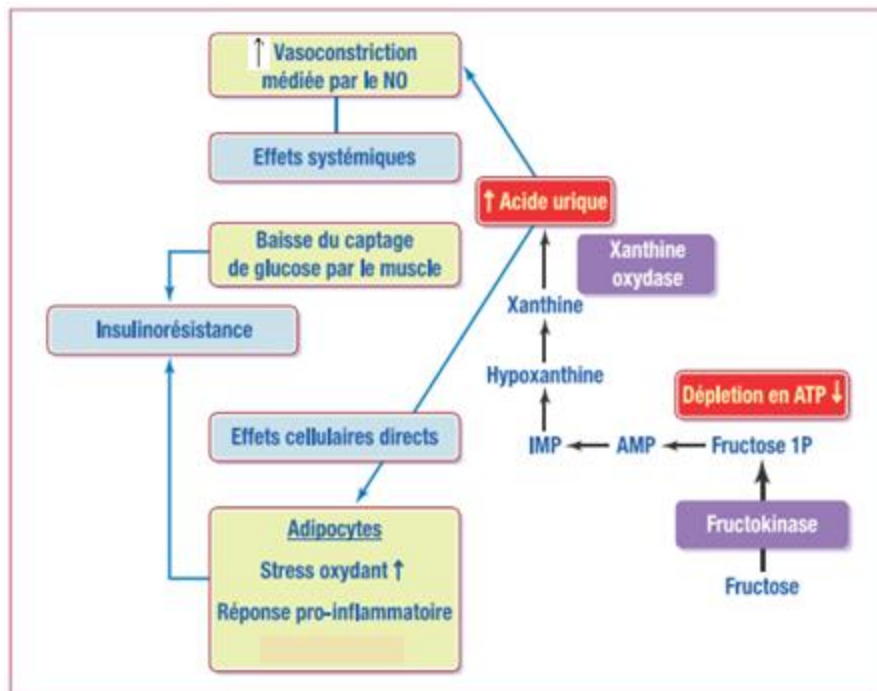 ↑ Vasoconstriction
médiée par le NO
Effets systémiques
↑ Acide urique
Baisse du captage
de glucose par le muscle
Xanthine
oxydase
Xanthine
Insulinorésistance
Hypoxanthine
Dépletion en ATP ↓
Effets cellulaires directs
IMP
AMP
Fructose 1P
Fructokinase
Adipocytes
Stress oxydant ↑
Réponse pro-inflammatoire
Fructose